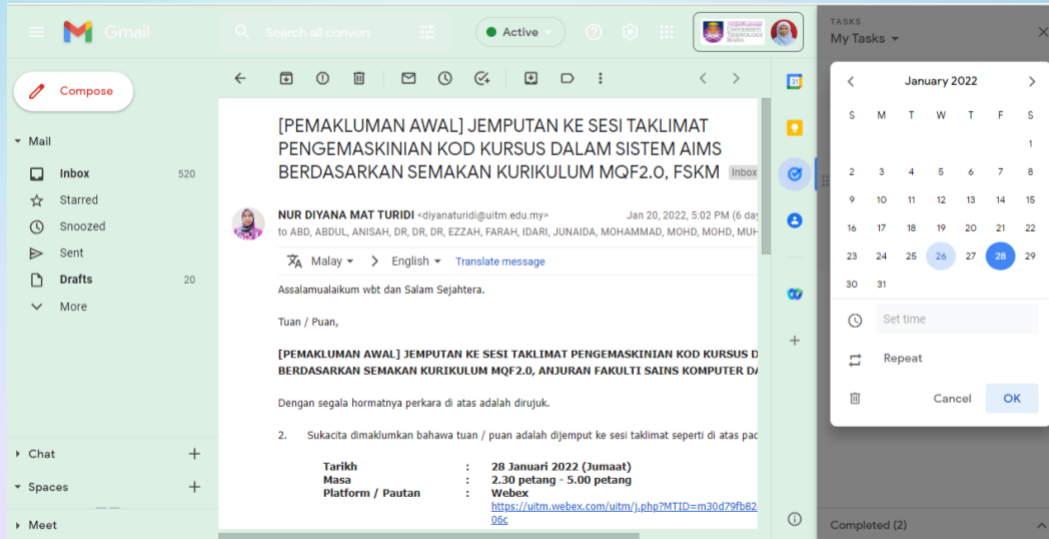 Gmail
Search all convers
Active
UNIVERSITI
TEKNOLOGI
MARA
Compose
Mail
Inbox 520
Starred
Snoozed
Sent
Drafts 20
More
Chat
Spaces
Meet
[PEMAKLUMAN AWAL] JEMPUTAN KE SESI TAKLIMAT
PENGEMASKINIAN KOD KURSUS DALAM SISTEM AIMS
BERDASARKAN SEMAKAN KURIKULUM MQF2.0, FSKM Inbox
NUR DIYANA MAT TURIDI <diyanaturidi@uitm.edu.my> Jan 20, 2022, 5:02 PM (6 day
to ABD, ABDUL, ANISAH, DR, DR, DR, EZZAH, FARAH, IDARI, JUNAIDA, MOHAMMAD, MOHD, MOHD, MUH
Malay > English Translate message
Assalamualaikum wbt dan Salam Sejahtera.
Tuan / Puan,
[PEMAKLUMAN AWAL] JEMPUTAN KE SESI TAKLIMAT PENGEMASKINIAN KOD KURSUS D
BERDASARKAN SEMAKAN KURIKULUM MQF2.0, ANJURAN FAKULTI SAINS KOMPUTER DA
Dengan segala hormatnya perkara di atas adalah dirujuk.
2. Sukacita dimaklumkan bahawa tuan / puan adalah dijemput ke sesi taklimat seperti di atas pad
Tarikh : 28 Januari 2022 (Jumaat)
Masa : 2.30 petang - 5.00 petang
Platform / Pautan : Webex
https://uitm.webex.com/uitm/j.php?MTID=m30d79fb82
06c
31
TASKS
My Tasks
January 2022
S M T W T F S
1
2 3 4 5 6 7 8
9 10 11 12 13 14 15
16 17 18 19 20 21 22
23 24 25 26 27 28 29
30 31
Set time
Repeat
Cancel OK
Completed (2)